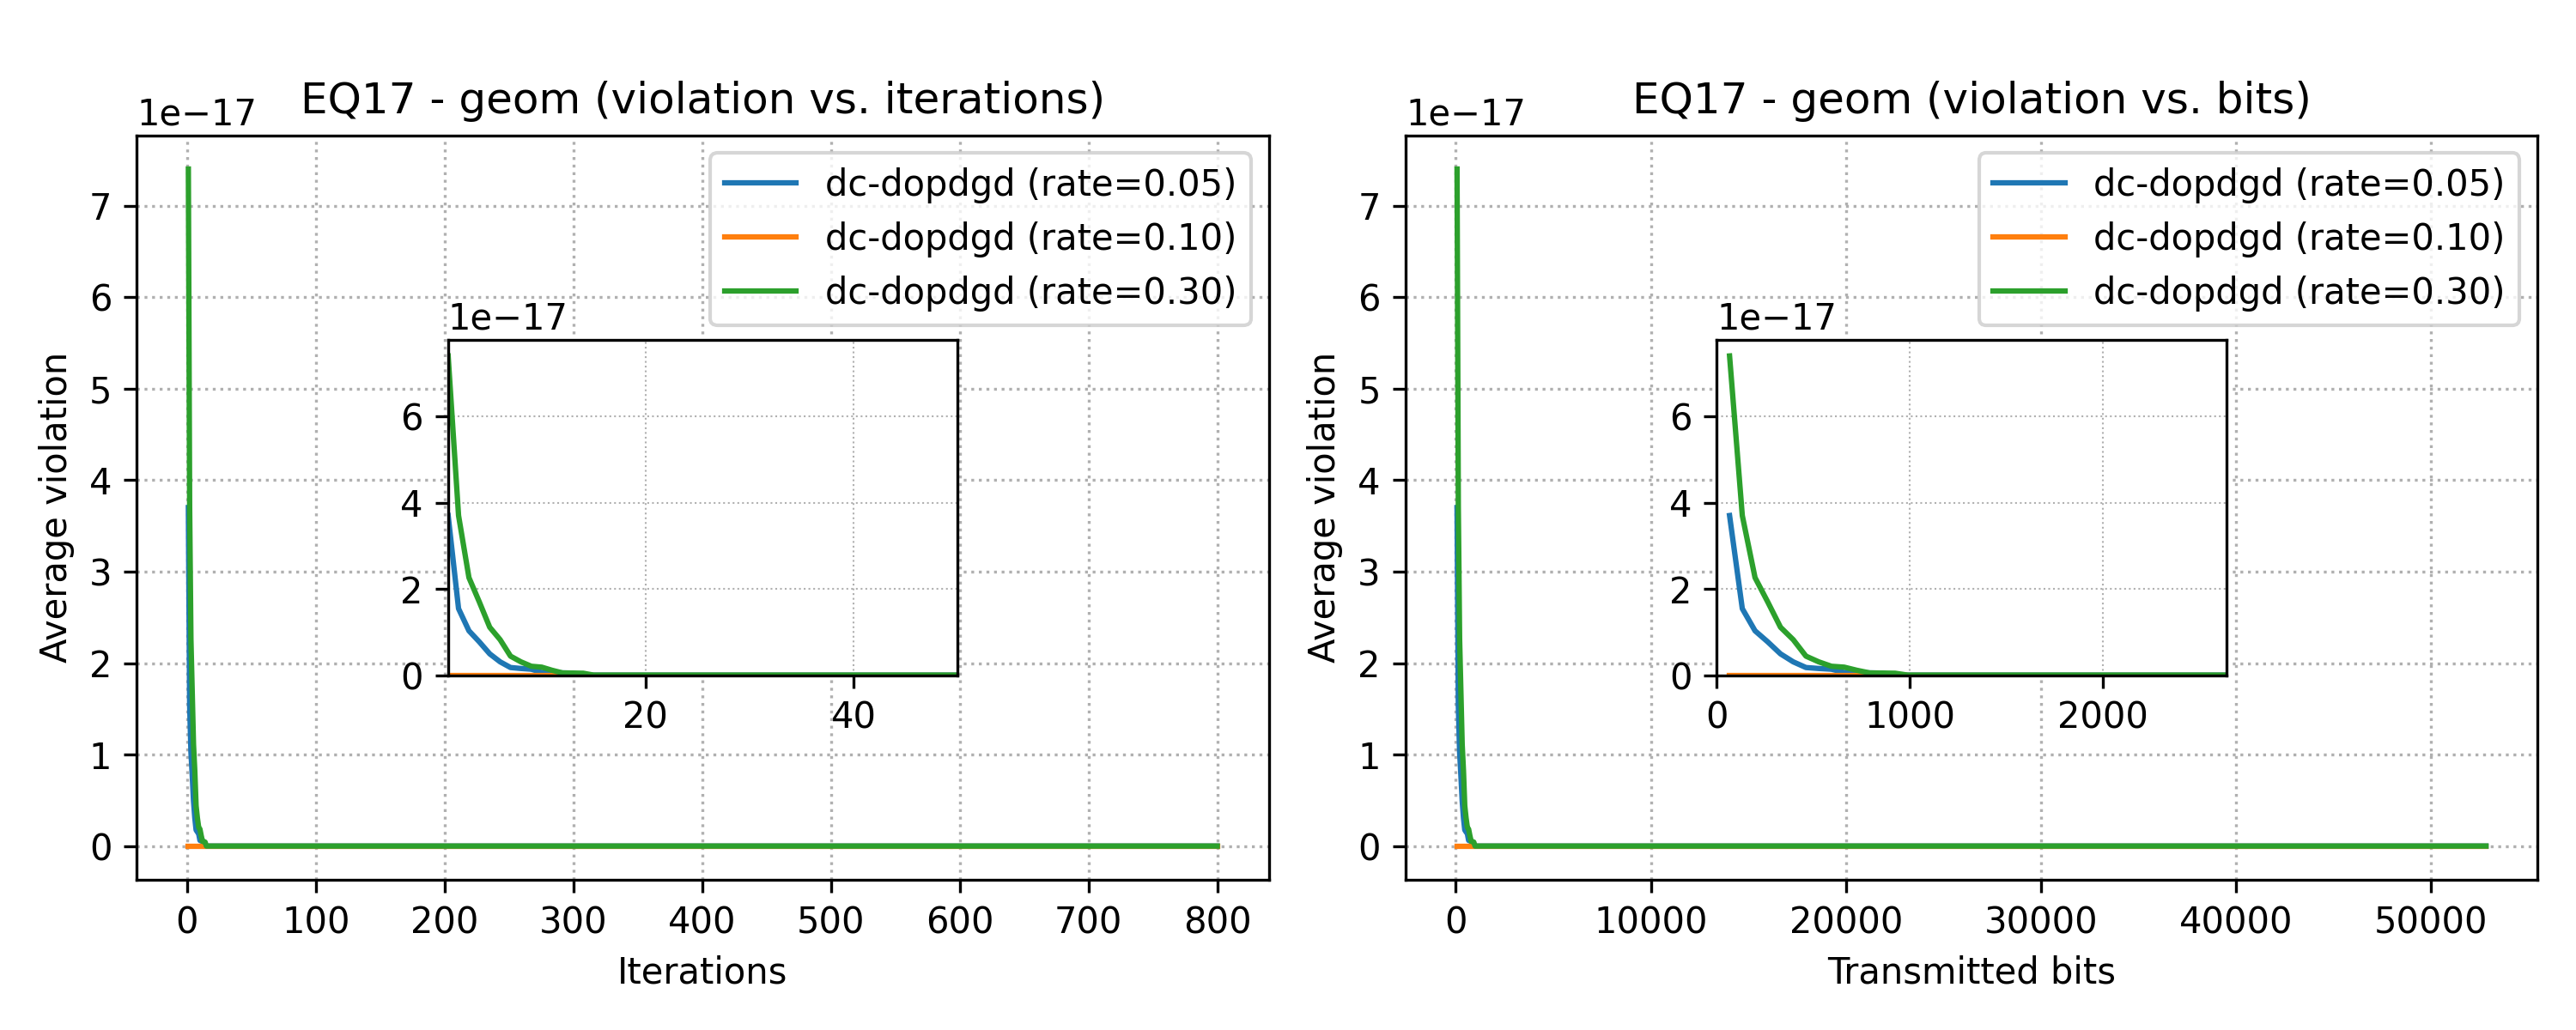 EQ17 - geom (violation vs. iterations)
1e−17
7
6
5
4
3
2
1
0
Average violation
dc-dopdgd (rate=0.05)
dc-dopdgd (rate=0.10)
dc-dopdgd (rate=0.30)
1e−17
6
4
2
0
20 40
0 100 200 300 400 500 600 700 800
Iterations
EQ17 - geom (violation vs. bits)
1e−17
7
6
5
4
3
2
1
0
Average violation
dc-dopdgd (rate=0.05)
dc-dopdgd (rate=0.10)
dc-dopdgd (rate=0.30)
1e−17
6
4
2
0
0 1000 2000
0 10000 20000 30000 40000 50000
Transmitted bits